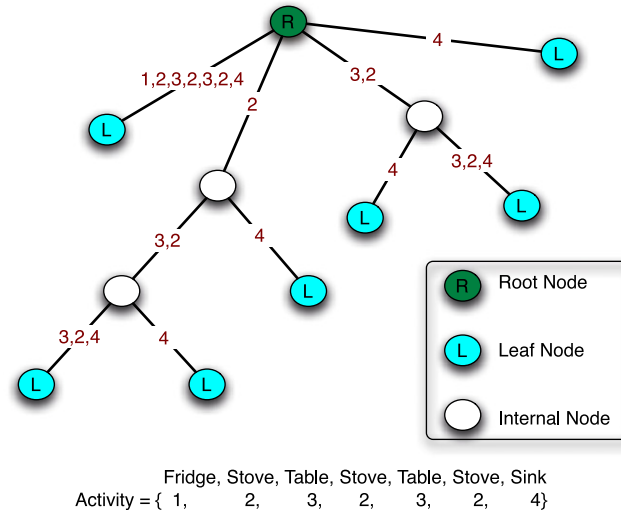 R
4
L
1,2,3,2,3,2,4
3,2
2
L
4
3,2,4
L
L
3,2
4
L
3,2,4
4
L
L
R Root Node
L Leaf Node
Internal Node
Fridge, Stove, Table, Stove, Table, Stove, Sink
Activity = { 1, 2, 3, 2, 3, 2, 4}